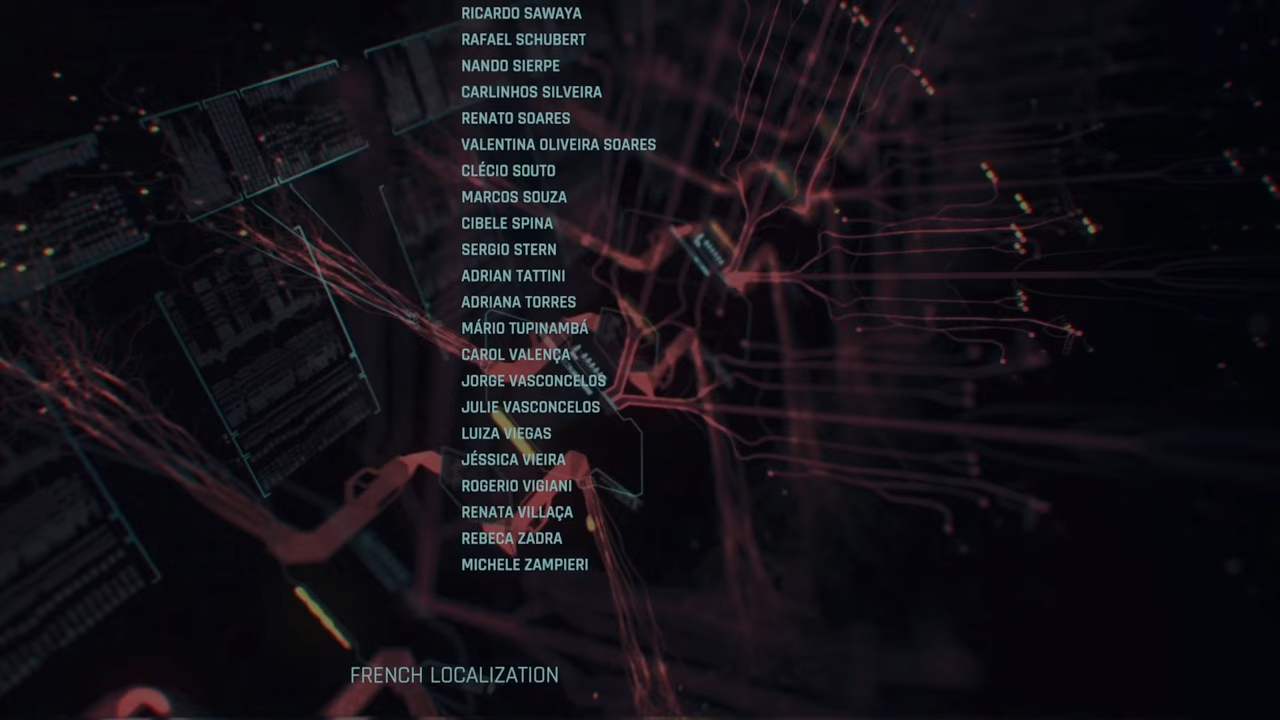 RICARDO SAWAYA
RAFAEL SCHUBERT
NANDO SIERPE
CARLINHOS SILVEIRA
RENATO SOARES
VALENTINA OLIVEIRA SOARES
CLÉCIO SOUTO
MARCOS SOUZA
CIBELE SPINA
SERGIO STERN
ADRIAN TATTINI
ADRIANA TORRES
MÁRIO TUPINAMBÁ
CAROL VALENÇA
JORGE VASCONCELOS
JULIE VASCONCELOS
LUIZA VIEGAS
JÉSSICA VIEIRA
ROGERIO VIGIANI
RENATA VILLAÇA
REBECA ZADRA
MICHELE ZAMPIERI
FRENCH LOCALIZATION